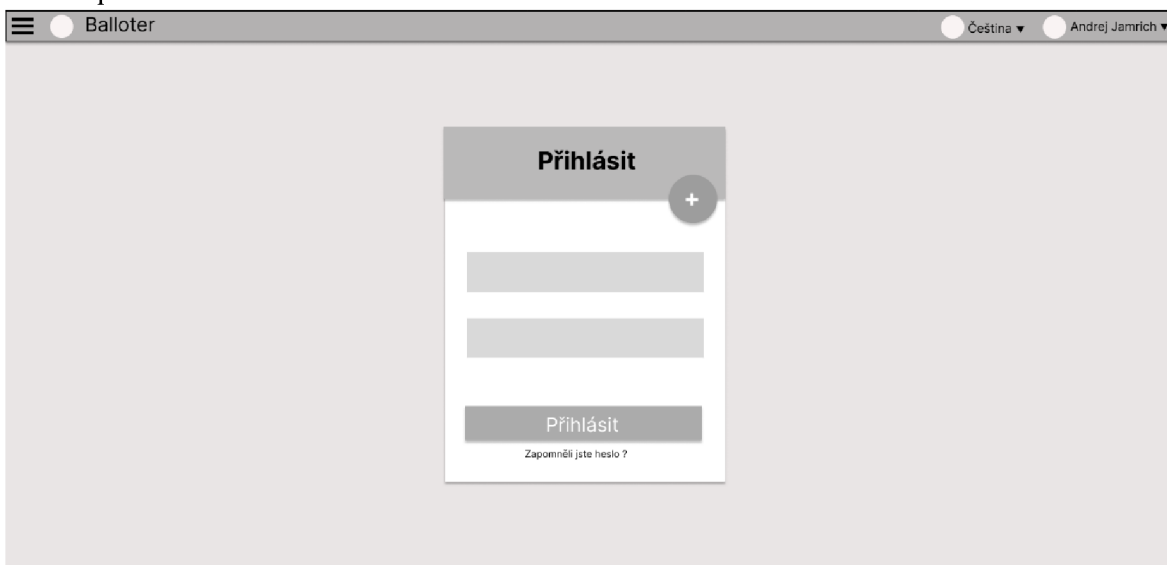 Balloter
Čeština ▼
Andrej Jamrich ▼
Přihlásit
+
Přihlásit
Zapomněli jste heslo ?